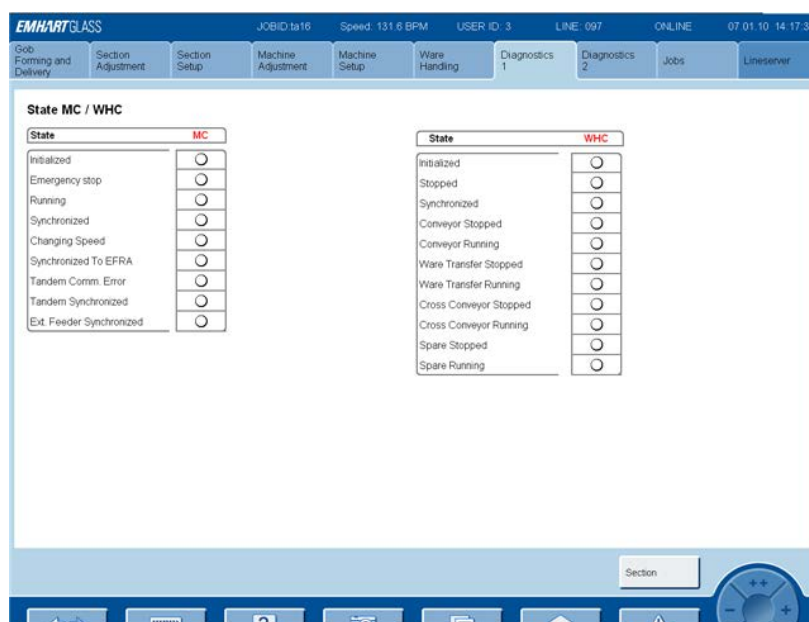 EMHART GLASS JOBID:ta16 Speed: 131.6 BPM USER ID: 3 LINE: 097 ONLINE 07.01.10 14:17:3
Gob Forming and Delivery
Section Adjustment
Section Setup
Machine Adjustment
Machine Setup
Ware Handling
Diagnostics 1
Diagnostics 2
Jobs
Lineserver
State MC / WHC
State MC
Initialized
Emergency stop
Running
Synchronized
Changing Speed
Synchronized To EFRA
Tandem Comm. Error
Tandem Synchronized
Ext. Feeder Synchronized
State WHC
Initialized
Stopped
Synchronized
Conveyor Stopped
Conveyor Running
Ware Transfer Stopped
Ware Transfer Running
Cross Conveyor Stopped
Cross Conveyor Running
Spare Stopped
Spare Running
Section
++
- +